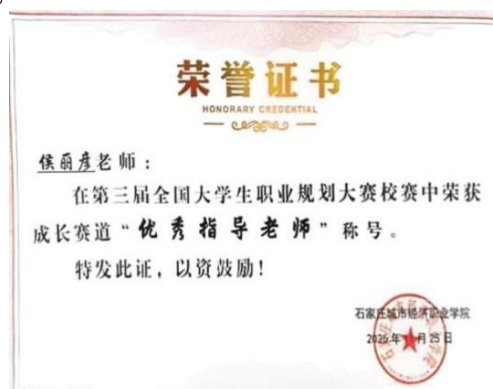 荣誉证书
HONORARY CREDENTIAL
侯丽彦老师：
在第三届全国大学生职业规划大赛校赛中荣获
成长赛道“优秀指导老师”称号。
特发此证，以资鼓励！
石家庄城市经济职业学院
2025年 月25日